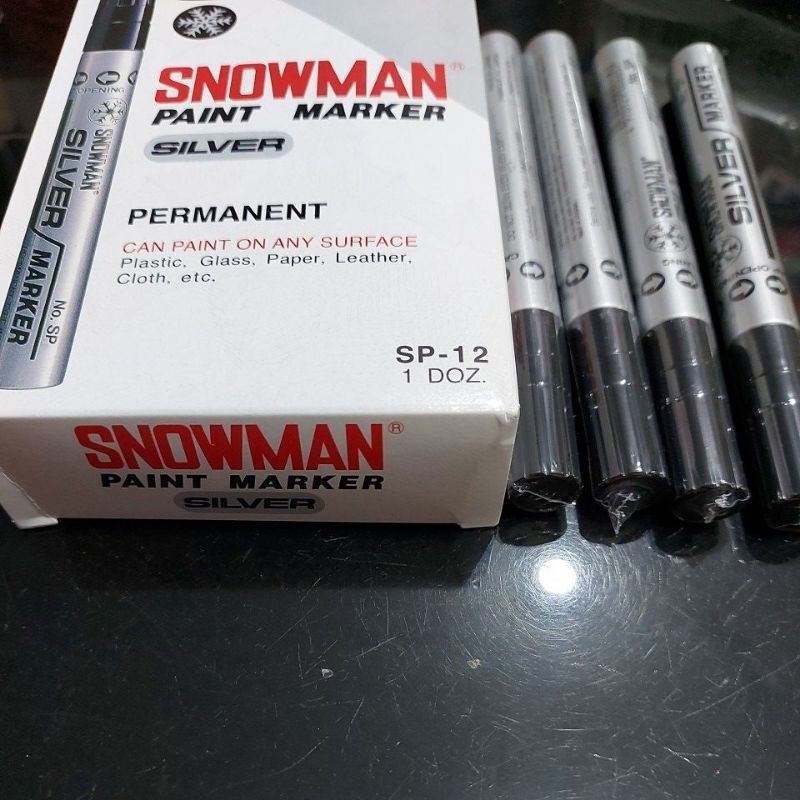 SNOWMAN®
PAINT MARKER
SILVER
PERMANENT
CAN PAINT ON ANY SURFACE
Plastic, Glass, Paper, Leather,
Cloth, etc.
SP-12
1 DOZ.
OPENING
SNOWMAN
SILVER MARKER
No. SP
SNOWMAN®
PAINT MARKER
SILVER
SNOWMAN
SILVER MARKER